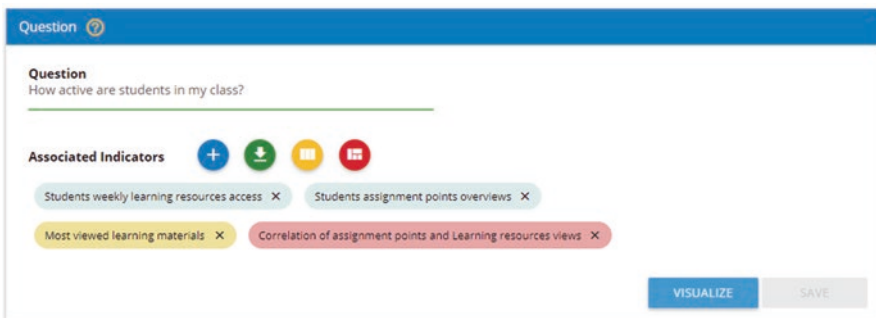 Question ?
Question
How active are students in my class?
Associated Indicators
Students weekly learning resources access × Students assignment points overviews ×
Most viewed learning materials × Correlation of assignment points and Learning resources views ×
VISUALIZE SAVE